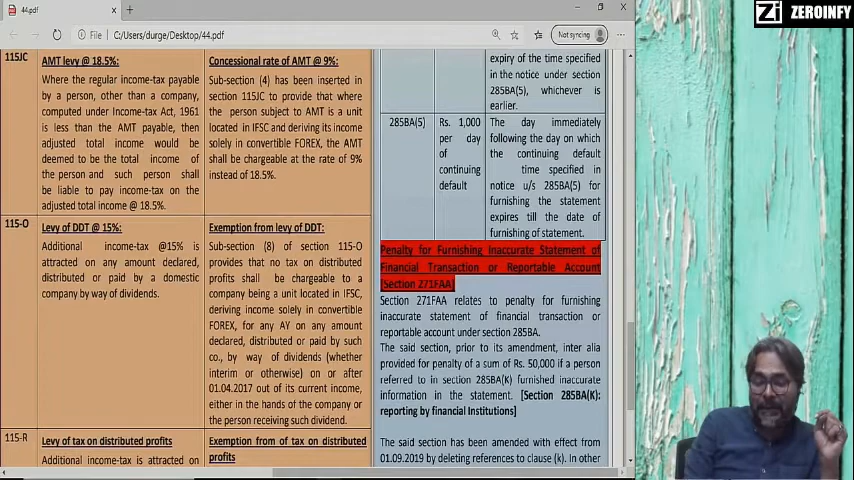 44.pdf
File
C:/Users/durge/Desktop/44.pdf
Not syncing
ZEROINFY
115JC
AMT levy @ 18.5%:
Where the regular income-tax payable
by a person, other than a company,
computed under Income-tax Act, 1961
is less than the AMT payable, then
adjusted total income would be
deemed to be the total income of
the person and such person shall
be liable to pay income-tax on the
adjusted total income @ 18.5%.
Concessional rate of AMT @ 9%:
Sub-section (4) has been inserted in
section 115JC to provide that where
the person subject to AMT is a unit
located in IFSC and deriving its income
solely in convertible FOREX, the AMT
shall be chargeable at the rate of 9%
instead of 18.5%.
115-O
Levy of DDT @ 15%:
Additional income-tax @15% is
attracted on any amount declared,
distributed or paid by a domestic
company by way of dividends.
Exemption from levy of DDT:
Sub-section (8) of section 115-O
provides that no tax on distributed
profits shall be chargeable to a
company being a unit located in IFSC,
deriving income solely in convertible
FOREX, for any AY on any amount
declared, distributed or paid by such
co., by way of dividends (whether
interim or otherwise) on or after
01.04.2017 out of its current income,
either in the hands of the company or
the person receiving such dividend.
115-R
Levy of tax on distributed profits
Additional income-tax is attracted on
Exemption from of tax on distributed
profits
expiry of the time specified
in the notice under section
285BA(5), whichever is
earlier.
285BA(5)
Rs. 1,000
per day
of
continuing
default
The day immediately
following the day on which
the continuing default
time specified in
notice u/s 285BA(5) for
furnishing the statement
expires till the date of
furnishing of statement.
Penalty for Furnishing Inaccurate Statement of
Financial Transaction or Reportable Account
[Section 271FAA]
Section 271FAA relates to penalty for furnishing
inaccurate statement of financial transaction or
reportable account under section 285BA.
The said section, prior to its amendment, inter alia
provided for penalty of a sum of Rs. 50,000 if a person
referred to in section 285BA(K) furnished inaccurate
information in the statement. [Section 285BA(K):
reporting by financial Institutions]
The said section has been amended with effect from
01.09.2019 by deleting references to clause (k). In other